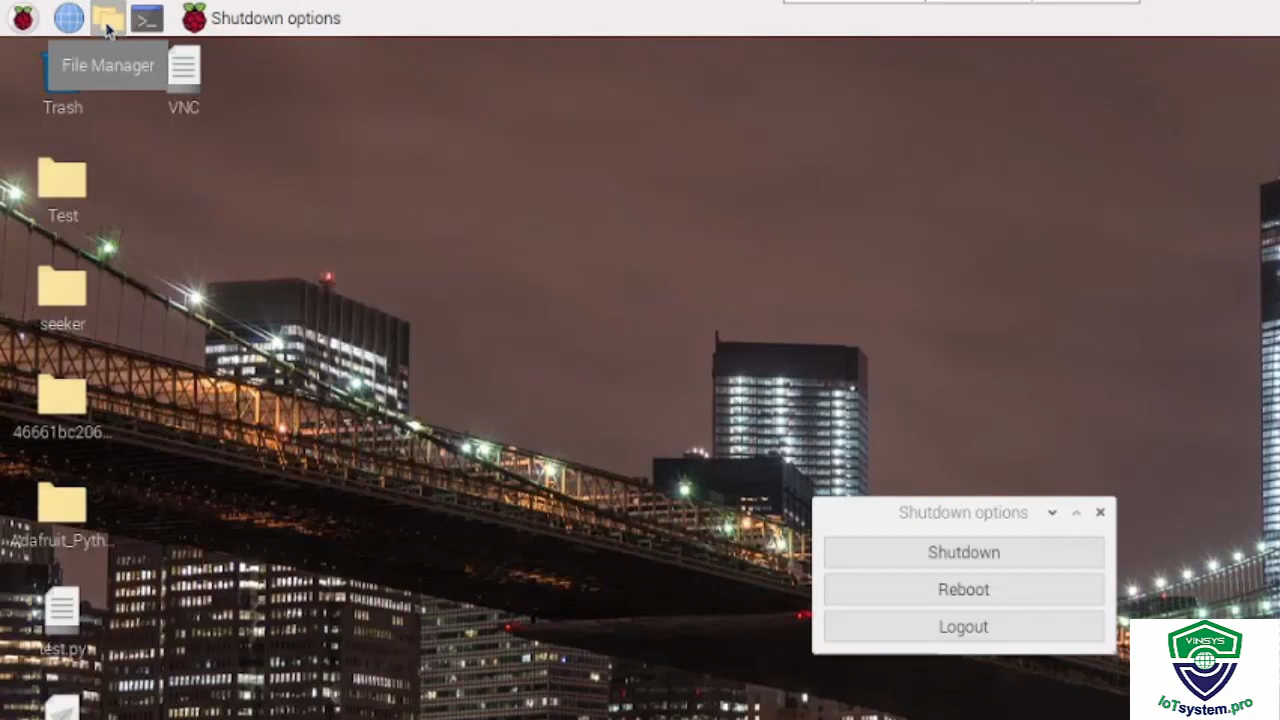 Shutdown options
File Manager
Trash
VNC
Test
seeker
46661bc206...
Adafruit_Pyth...
test.py
Shutdown options
Shutdown
Reboot
Logout
VINSYS
IoTsystem.pro